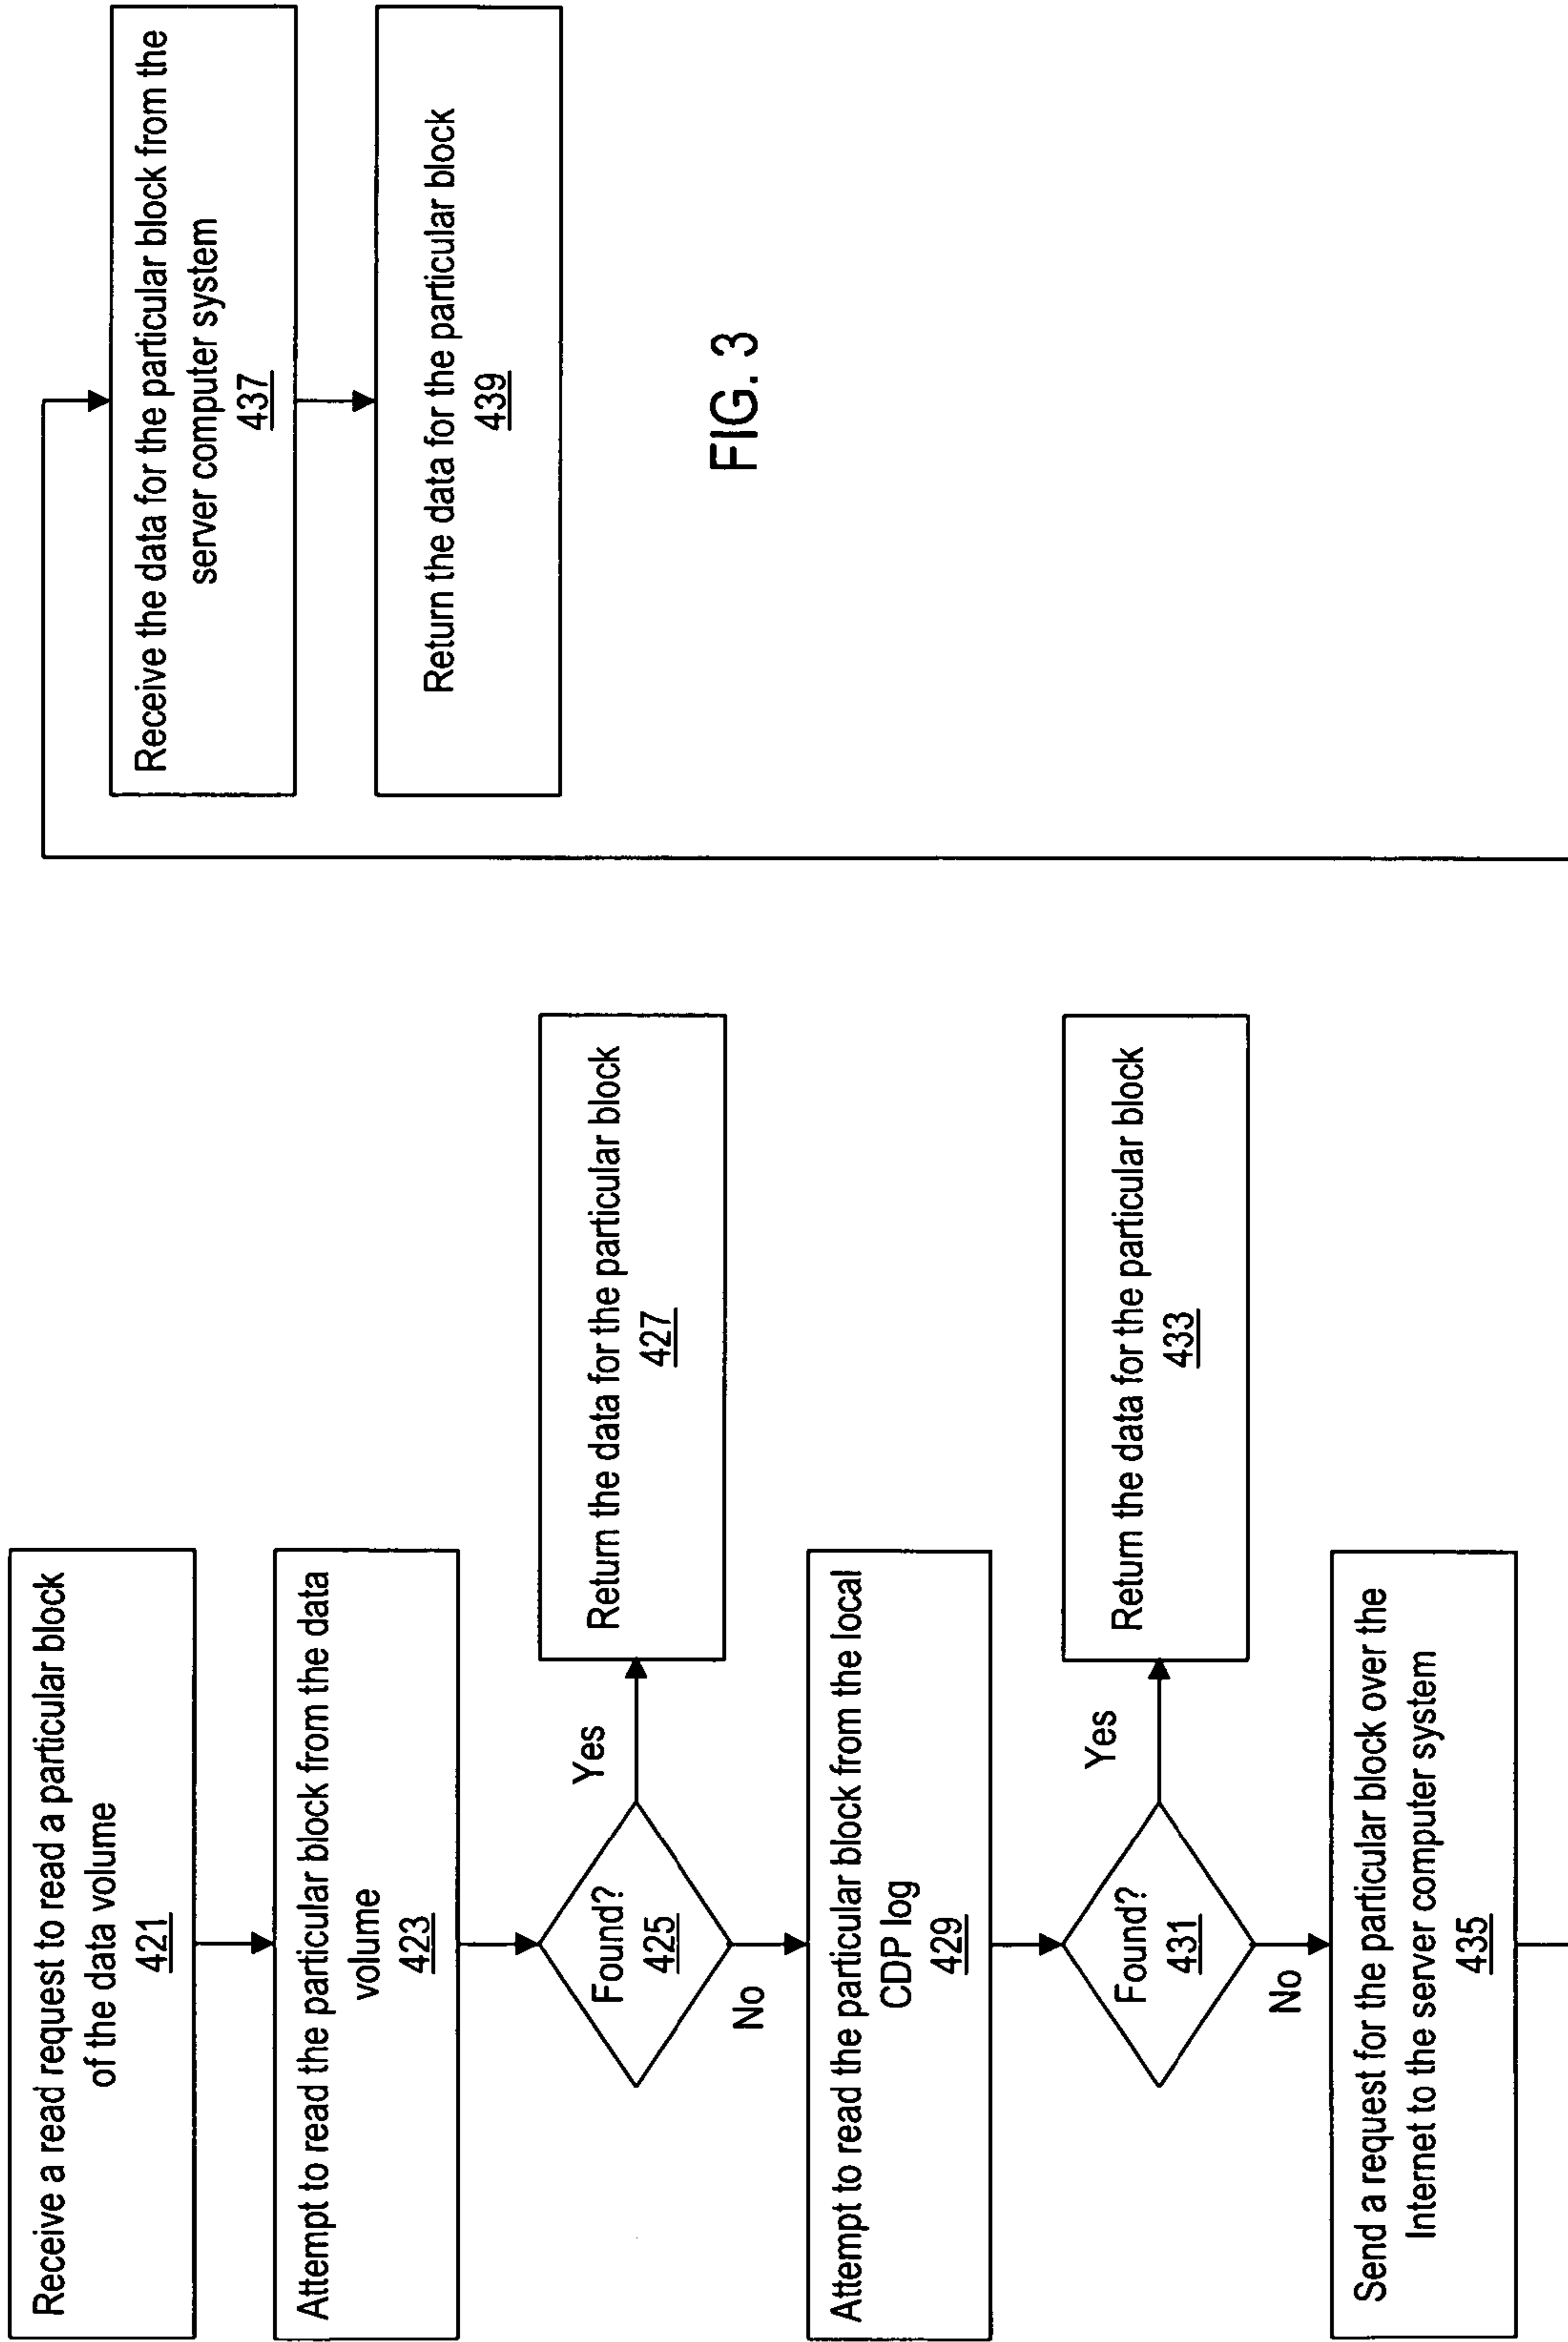 Receive a read request to read a particular block
of the data volume
421
Attempt to read the particular block from the data
volume
423
Found?
425
Yes
Return the data for the particular block
427
No
Attempt to read the particular block from the local
CDP log
429
Found?
431
Yes
Return the data for the particular block
433
No
Send a request for the particular block over the
Internet to the server computer system
435
Receive the data for the particular block from the
server computer system
437
Return the data for the particular block
439
FIG. 3